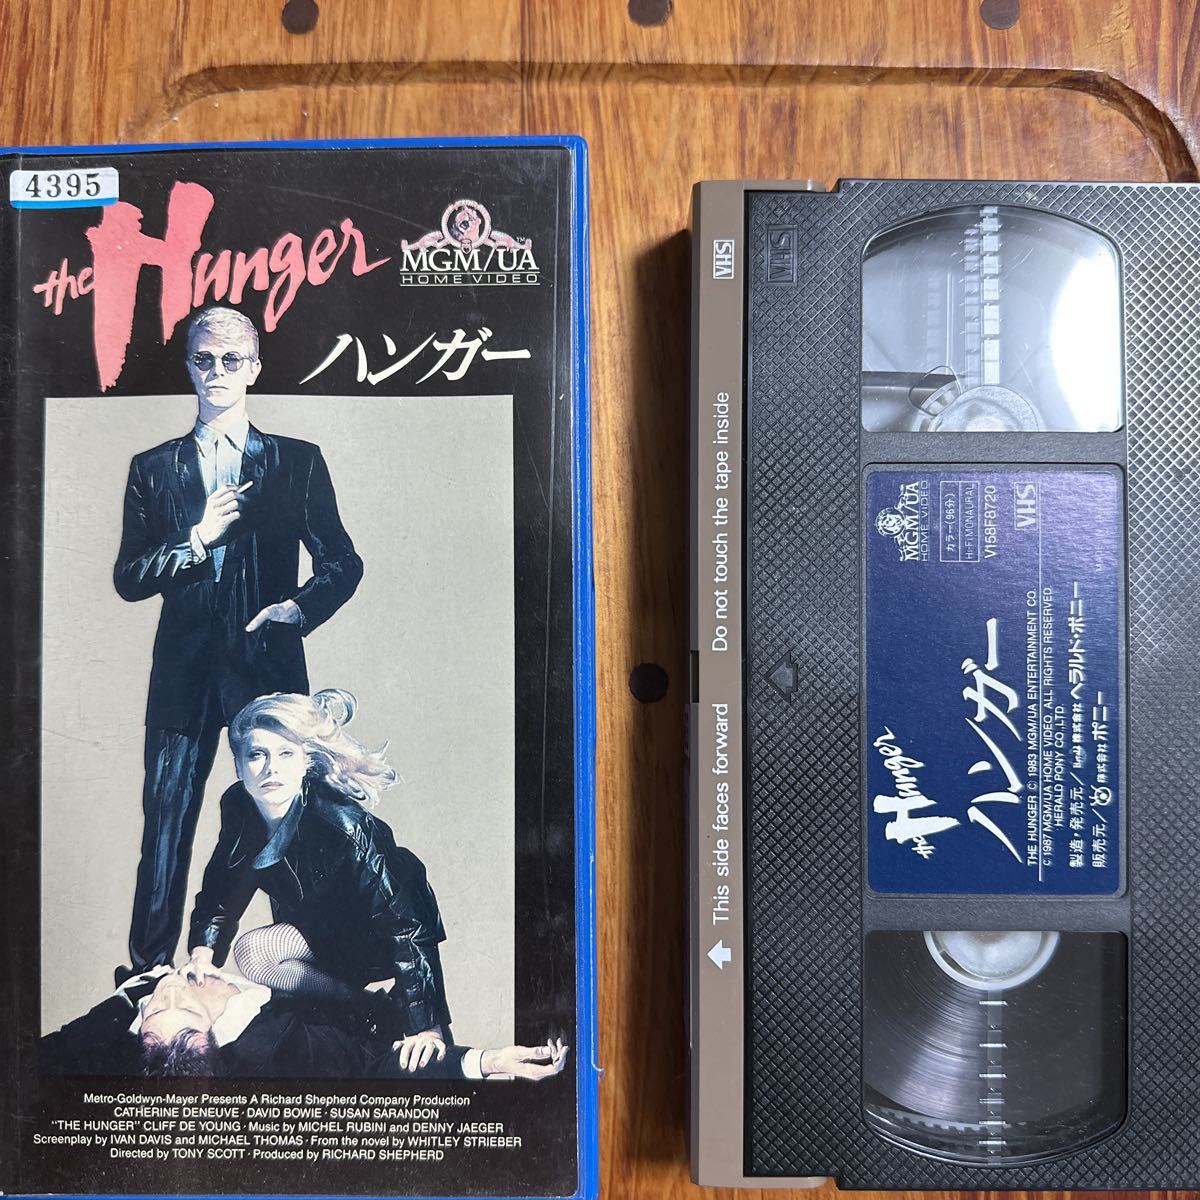 4395
the Hunger
MGM/UA
HOME VIDEO
ハンガー
Metro-Goldwyn-Mayer Presents A Richard Shepherd Company Production
CATHERINE DENEUVE · DAVID BOWIE · SUSAN SARANDON
"THE HUNGER" CLIFF DE YOUNG · Music by MICHEL RUBINI and DENNY JAEGER
Screenplay by IVAN DAVIS and MICHAEL THOMAS · From the novel by WHITLEY STRIEBER
Directed by TONY SCOTT · Produced by RICHARD SHEPHERD
This side faces forward Do not touch the tape inside VHS
VHS
the Hunger
ハンガー
MGM/UA
HOME VIDEO
カラー(96分)
HI-FI MONAURAL
V158F8720
VHS
THE HUNGER © 1983 MGM/UA ENTERTAINMENT CO.
© 1987 MGM/UA HOME VIDEO. ALL RIGHTS RESERVED
HERALD PONY CO.,LTD.
製造・発売元/Herald 株式会社 ヘラルド・ポニー
販売元/株式会社 ポニー